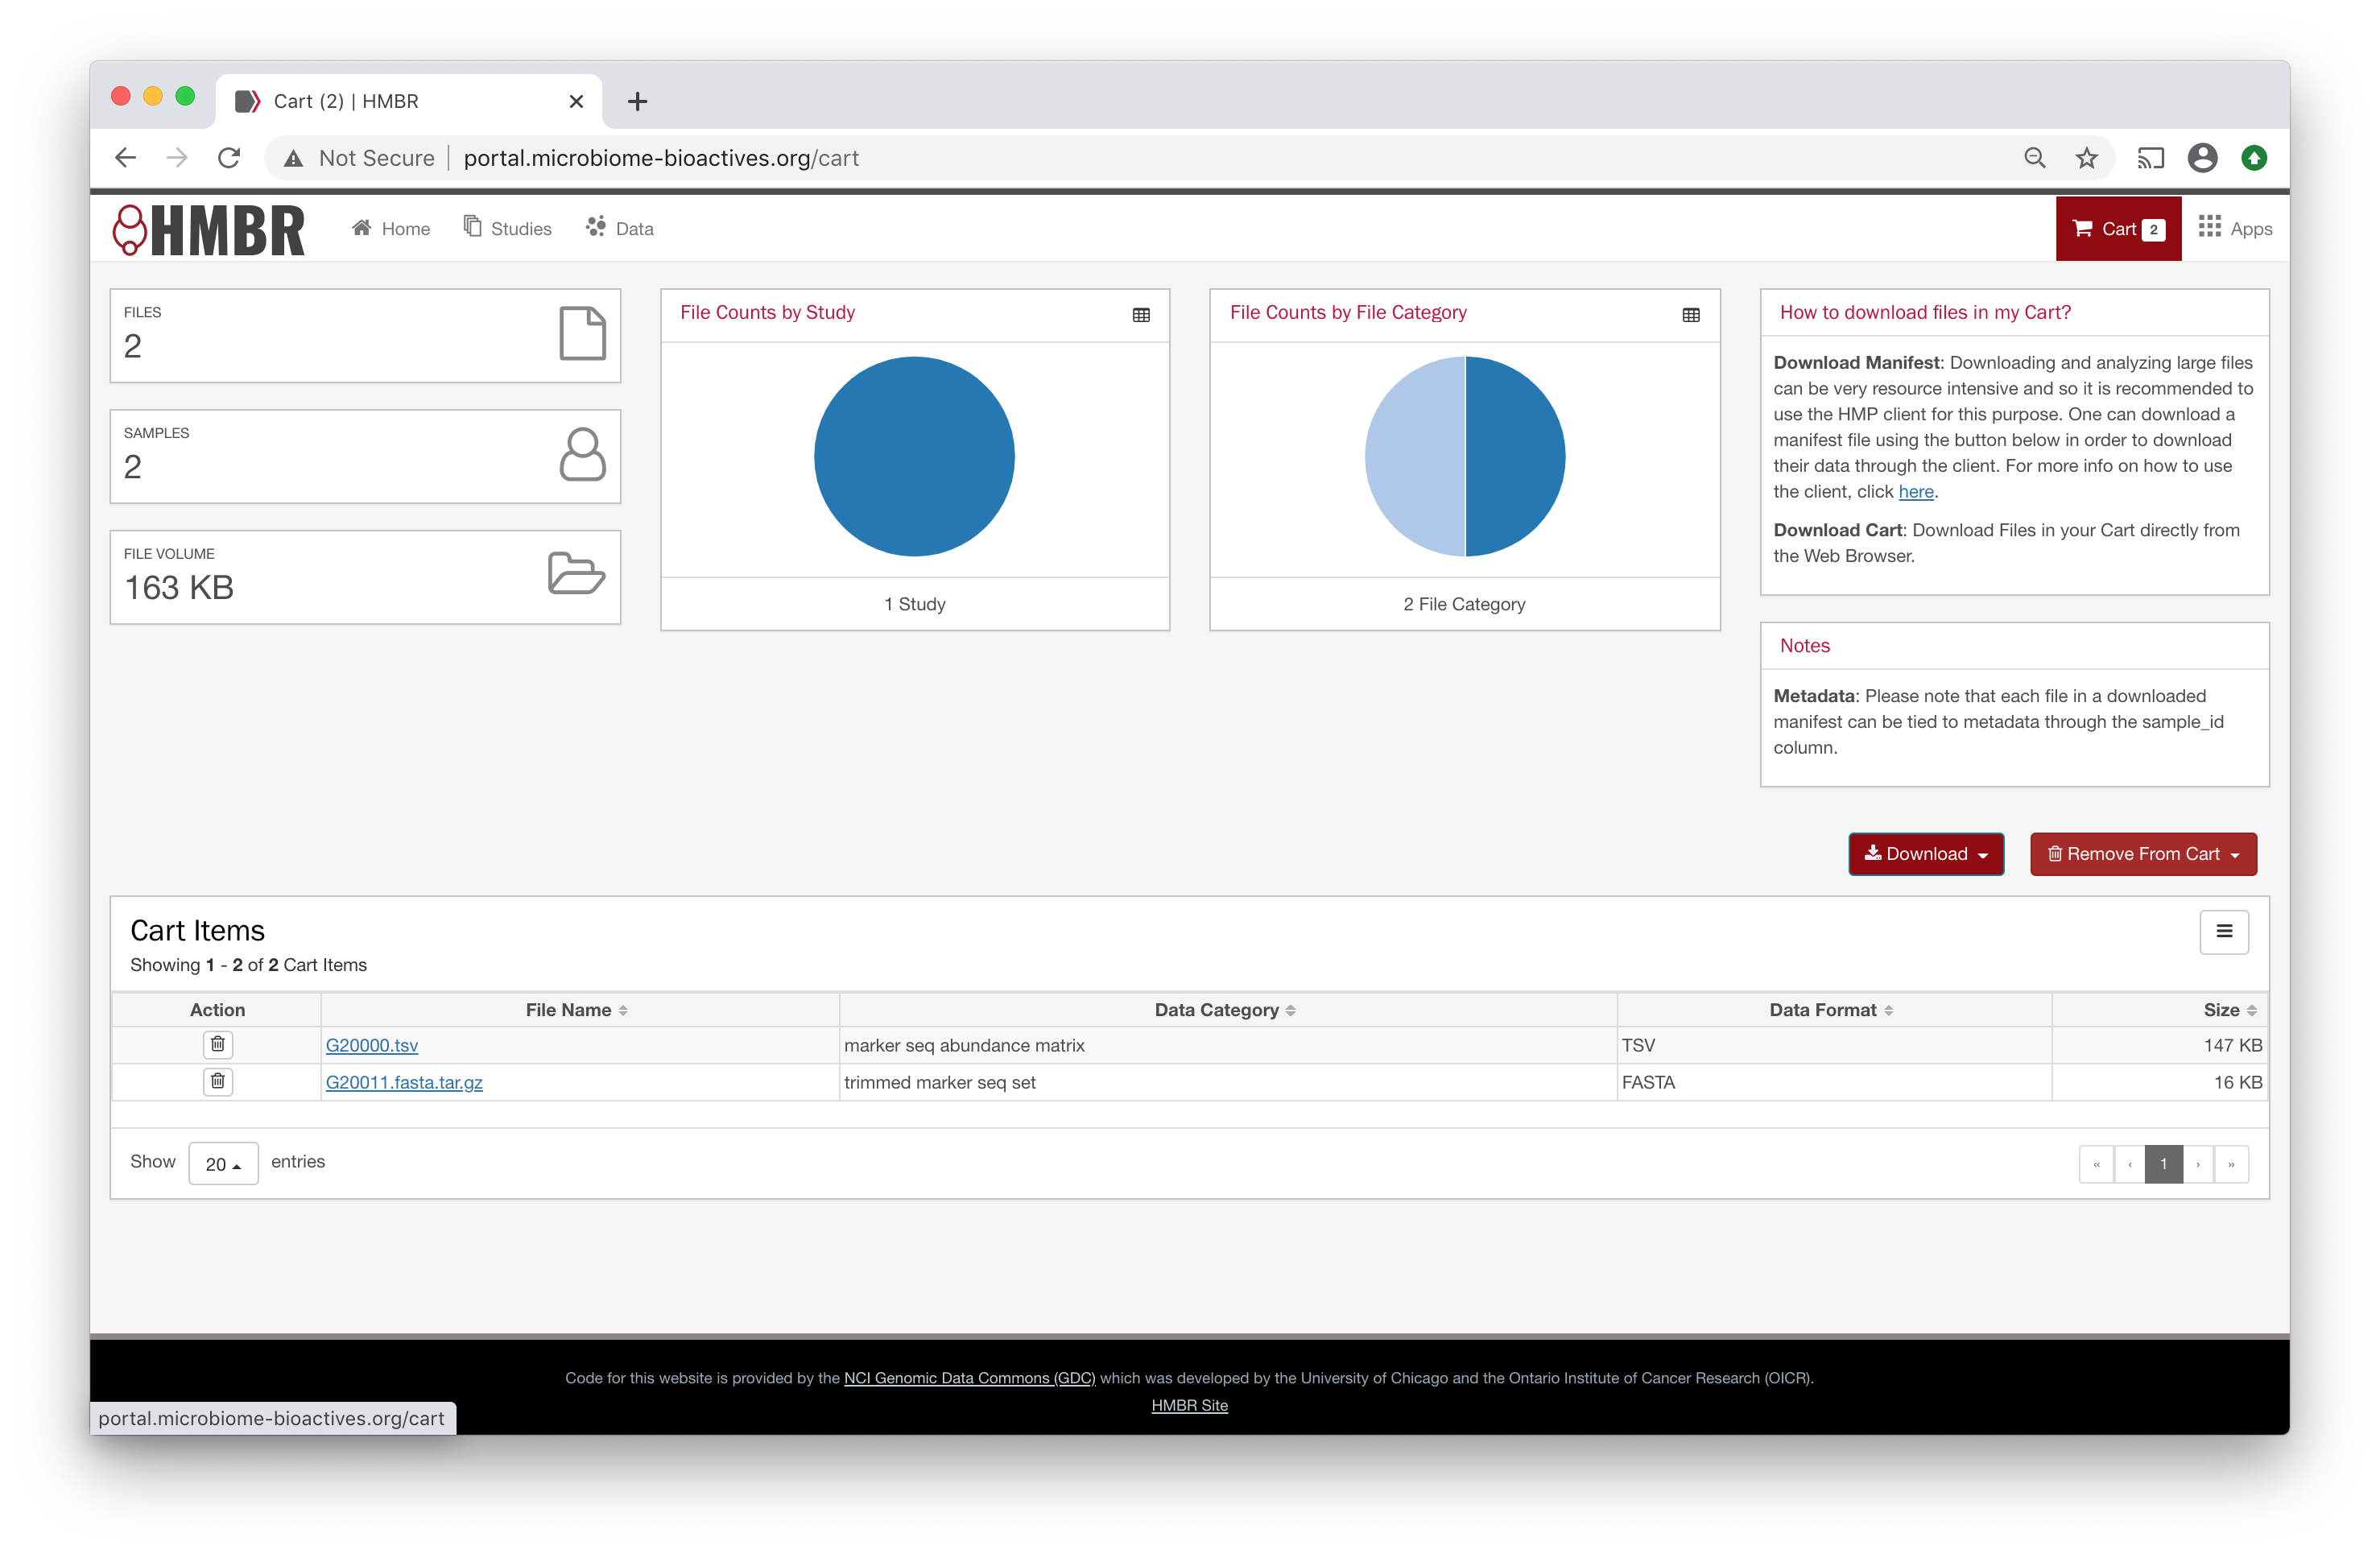 Cart (2) | HMBR
Not Secure
portal.microbiome-bioactives.org/cart
HMBR
Home
Studies
Data
Cart 2
Apps
FILES
2
SAMPLES
2
FILE VOLUME
163 KB
File Counts by Study
1 Study
File Counts by File Category
2 File Category
How to download files in my Cart?
Download Manifest: Downloading and analyzing large files
can be very resource intensive and so it is recommended to
use the HMP client for this purpose. One can download a
manifest file using the button below in order to download
their data through the client. For more info on how to use
the client, click here.
Download Cart: Download Files in your Cart directly from
the Web Browser.
Notes
Metadata: Please note that each file in a downloaded
manifest can be tied to metadata through the sample_id
column.
Download
Remove From Cart
Cart Items
Showing 1 - 2 of 2 Cart Items
Action File Name Data Category Data Format Size
G20000.tsv marker seq abundance matrix TSV 147 KB
G20011.fasta.tar.gz trimmed marker seq set FASTA 16 KB
Show 20 entries
« ‹ 1 › »
Code for this website is provided by the NCI Genomic Data Commons (GDC) which was developed by the University of Chicago and the Ontario Institute of Cancer Research (OICR).
HMBR Site
portal.microbiome-bioactives.org/cart